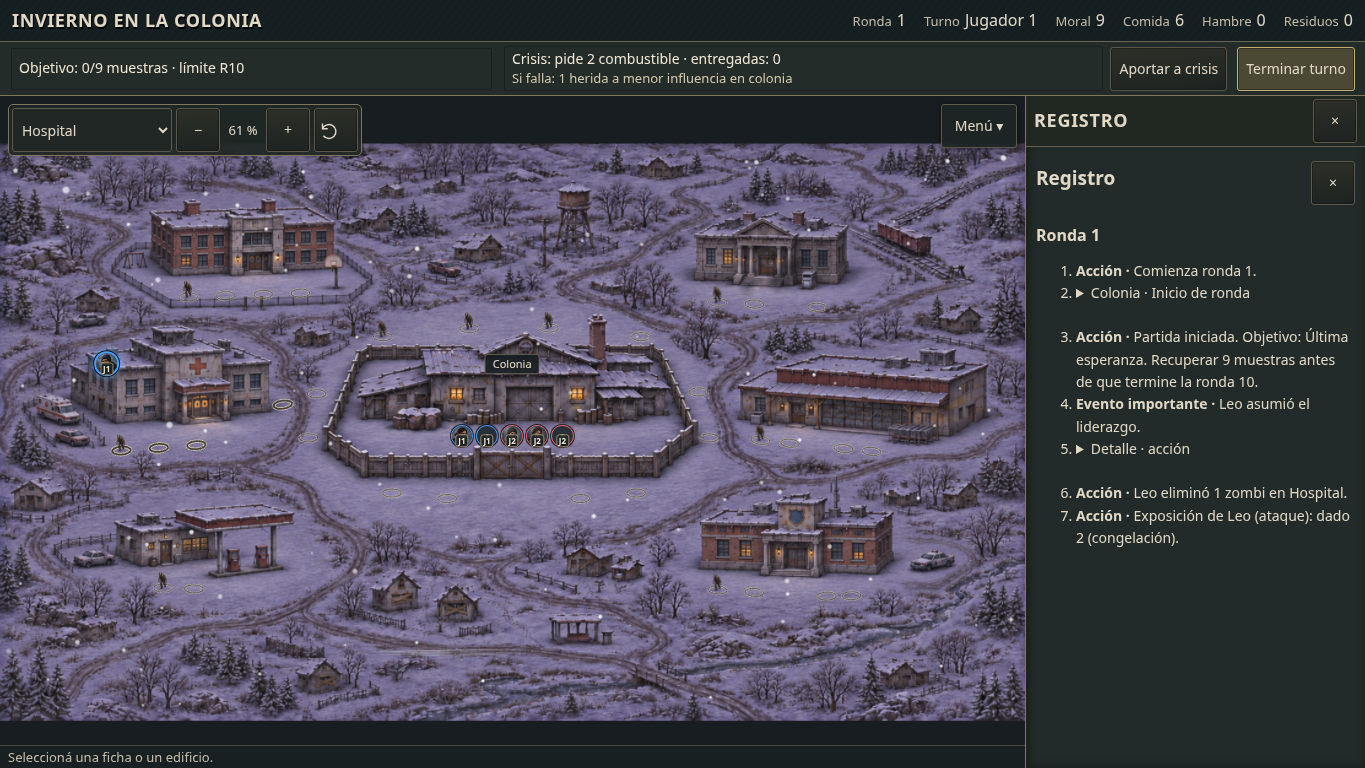 INVIERNO EN LA COLONIA
Ronda 1 Turno Jugador 1 Moral 9 Comida 6 Hambre 0 Residuos 0
Objetivo: 0/9 muestras · límite R10
Crisis: pide 2 combustible · entregadas: 0
Si falla: 1 herida a menor influencia en colonia
Aportar a crisis
Terminar turno
Hospital
−
61 %
+
Menú ▾
REGISTRO
×
Registro
×
Ronda 1
1. Acción · Comienza ronda 1.
2. ▶ Colonia · Inicio de ronda
3. Acción · Partida iniciada. Objetivo: Última
esperanza. Recuperar 9 muestras antes
de que termine la ronda 10.
4. Evento importante · Leo asumió el
liderazgo.
5. ▶ Detalle · acción
6. Acción · Leo eliminó 1 zombi en Hospital.
7. Acción · Exposición de Leo (ataque): dado
2 (congelación).
J1
Colonia
J1 J1 J2 J2 J2
Seleccioná una ficha o un edificio.